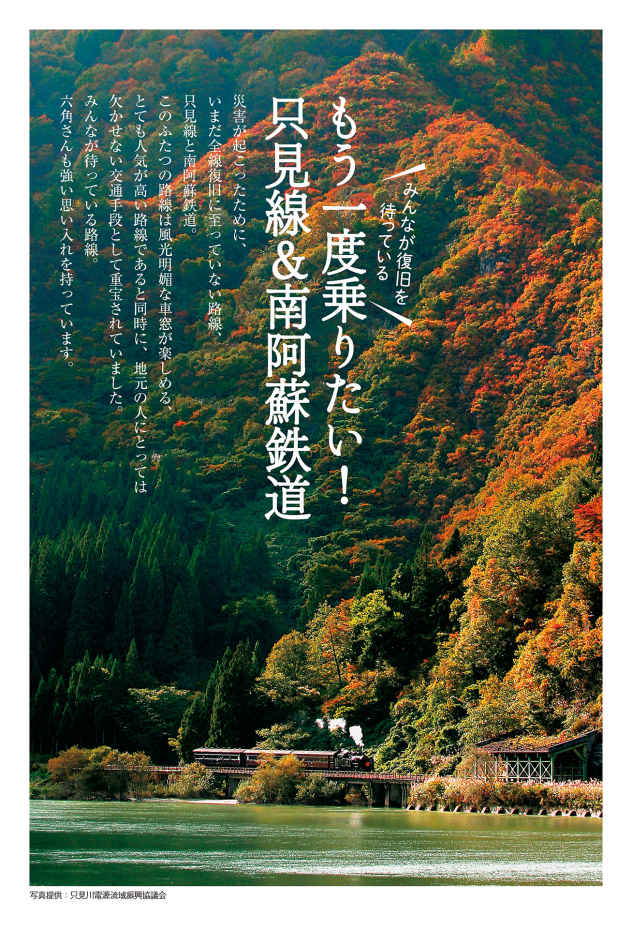 みんなが復旧を
待っている
もう一度乗りたい！
只見線＆南阿蘇鉄道
災害が起こったために、
いまだ全線復旧に至っていない路線、
只見線と南阿蘇鉄道。
このふたつの路線は風光明媚な車窓が楽しめる、
とても人気が高い路線であると同時に、地元の人にとっては
欠かせない交通手段として重宝されていました。
みんなが待っている路線。
六角さんも強い思い入れを持っています。
写真提供：只見川電源流域振興協議会